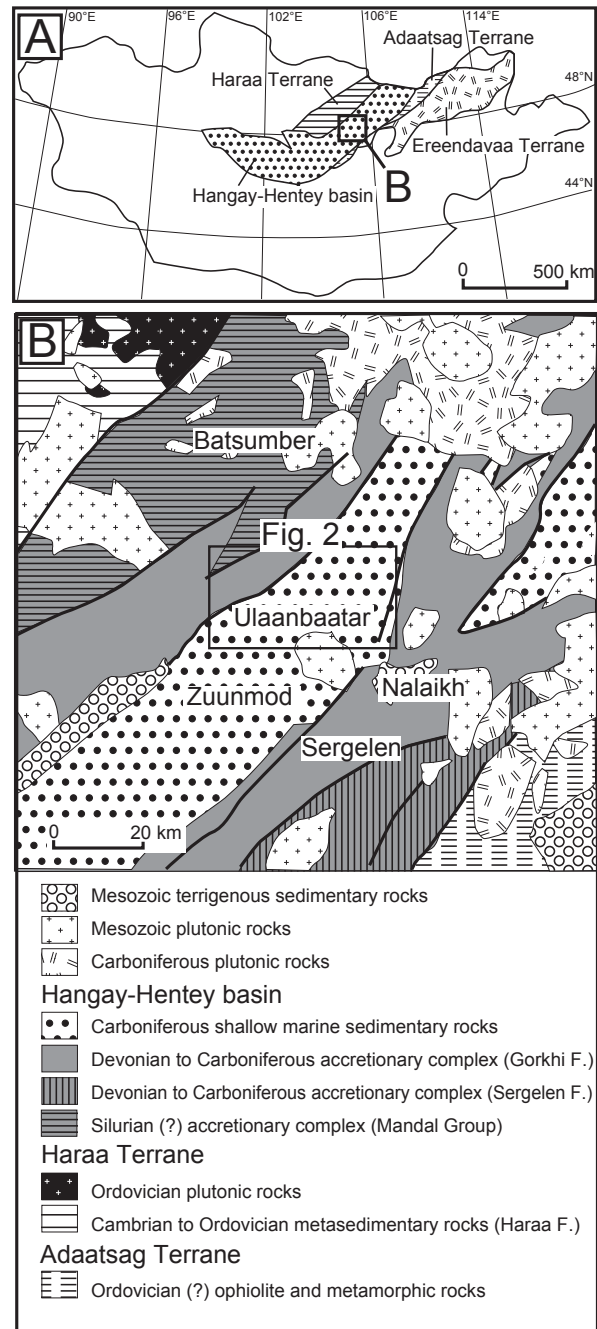 A
90°E
96°E
102°E
106°E
114°E
Adaatsag Terrane
Haraa Terrane
48°N
Ereendavaa Terrane
Hangay-Hentey basin
B
44°N
0 500 km
B
Batsumber
Fig. 2
Ulaanbaatar
Zuunmod
Nalaikh
Sergelen
0 20 km
Mesozoic terrigenous sedimentary rocks
Mesozoic plutonic rocks
Carboniferous plutonic rocks
Hangay-Hentey basin
Carboniferous shallow marine sedimentary rocks
Devonian to Carboniferous accretionary complex (Gorkhi F.)
Devonian to Carboniferous accretionary complex (Sergelen F.)
Silurian (?) accretionary complex (Mandal Group)
Haraa Terrane
Ordovician plutonic rocks
Cambrian to Ordovician metasedimentary rocks (Haraa F.)
Adaatsag Terrane
Ordovician (?) ophiolite and metamorphic rocks